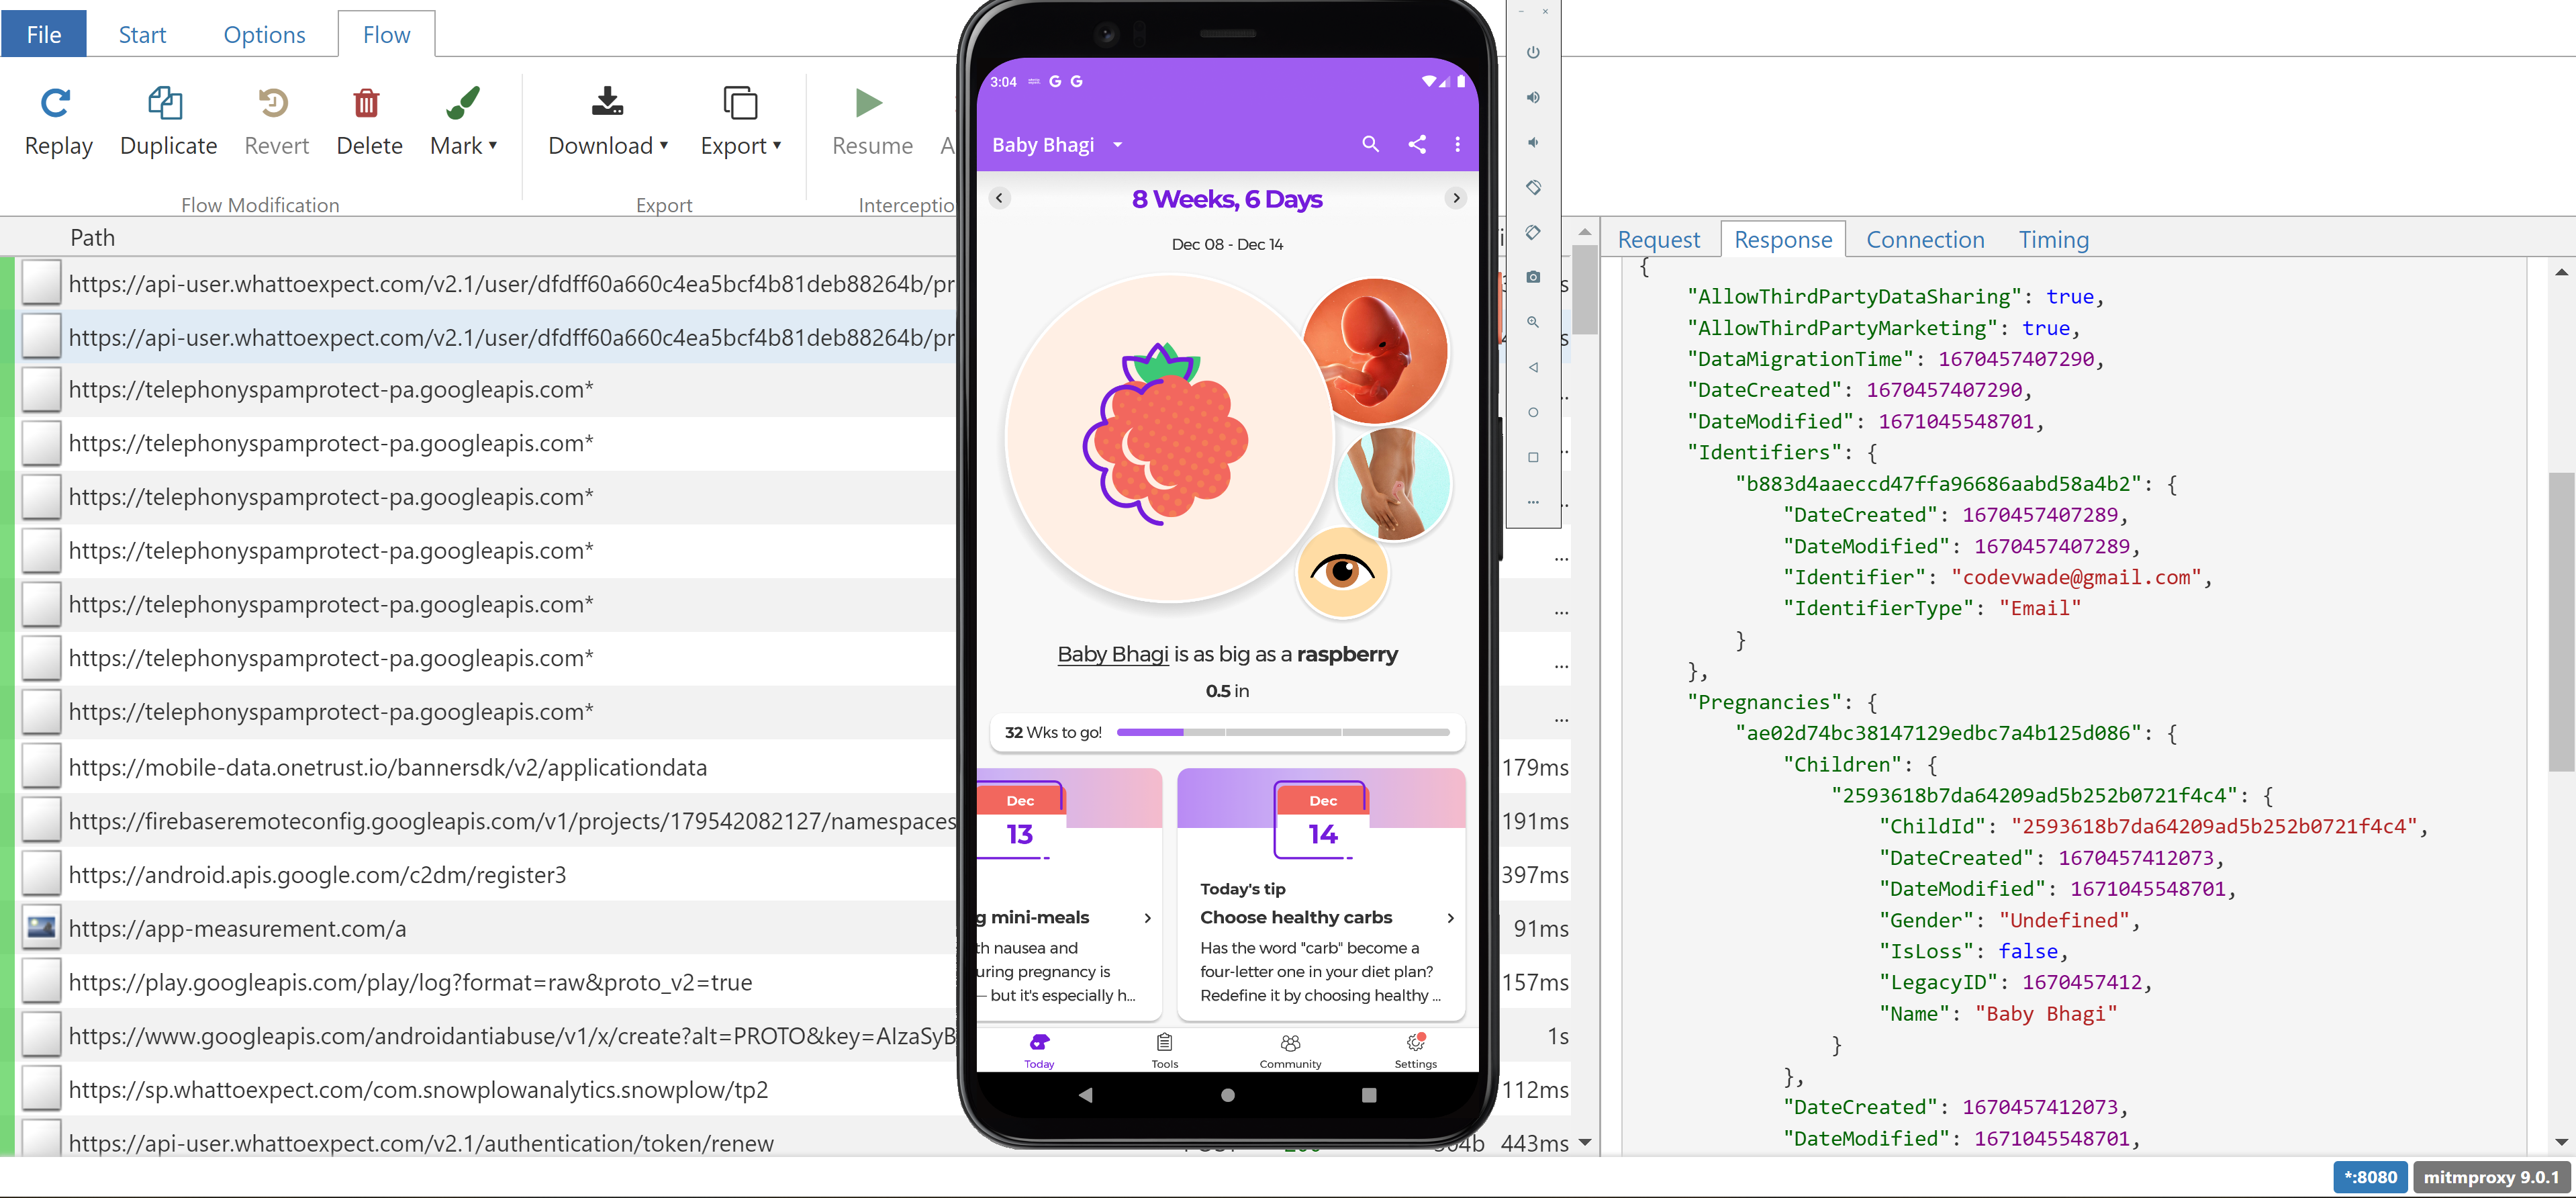 File Start Options Flow
Replay Duplicate Revert Delete Mark▼ Download▼ Export▼ Resume A
Flow Modification Export Interceptio
Path
https://api-user.whattoexpect.com/v2.1/user/dfdff60a660c4ea5bcf4b81deb88264b/pr
https://api-user.whattoexpect.com/v2.1/user/dfdff60a660c4ea5bcf4b81deb88264b/pr
https://telephonyspamprotect-pa.googleapis.com*
https://telephonyspamprotect-pa.googleapis.com*
https://telephonyspamprotect-pa.googleapis.com*
https://telephonyspamprotect-pa.googleapis.com* ...
https://telephonyspamprotect-pa.googleapis.com* ...
https://telephonyspamprotect-pa.googleapis.com* ...
https://telephonyspamprotect-pa.googleapis.com* ...
https://mobile-data.onetrust.io/bannersdk/v2/applicationdata 179ms
https://firebaseremoteconfig.googleapis.com/v1/projects/179542082127/namespaces 191ms
https://android.apis.google.com/c2dm/register3 397ms
https://app-measurement.com/a 91ms
https://play.googleapis.com/play/log?format=raw&proto_v2=true 157ms
https://www.googleapis.com/androidantiabuse/v1/x/create?alt=PROTO&key=AIzaSyB 1s
https://sp.whattoexpect.com/com.snowplowanalytics.snowplow/tp2 112ms
https://api-user.whattoexpect.com/v2.1/authentication/token/renew 443ms
3:04 G G
Baby Bhagi
8 Weeks, 6 Days
Dec 08 - Dec 14
Baby Bhagi is as big as a raspberry
0.5 in
32 Wks to go!
Dec
13
g mini-meals
th nausea and
uring pregnancy is
— but it's especially h...
Dec
14
Today's tip
Choose healthy carbs
Has the word "carb" become a
four-letter one in your diet plan?
Redefine it by choosing healthy ...
Today Tools Community Settings
Request Response Connection Timing
{
"AllowThirdPartyDataSharing": true,
"AllowThirdPartyMarketing": true,
"DataMigrationTime": 1670457407290,
"DateCreated": 1670457407290,
"DateModified": 1671045548701,
"Identifiers": {
"b883d4aaeccd47ffa96686aabd58a4b2": {
"DateCreated": 1670457407289,
"DateModified": 1670457407289,
"Identifier": "codevwade@gmail.com",
"IdentifierType": "Email"
}
},
"Pregnancies": {
"ae02d74bc38147129edbc7a4b125d086": {
"Children": {
"2593618b7da64209ad5b252b0721f4c4": {
"ChildId": "2593618b7da64209ad5b252b0721f4c4",
"DateCreated": 1670457412073,
"DateModified": 1671045548701,
"Gender": "Undefined",
"IsLoss": false,
"LegacyID": 1670457412,
"Name": "Baby Bhagi"
}
},
"DateCreated": 1670457412073,
"DateModified": 1671045548701,
*:8080 mitmproxy 9.0.1